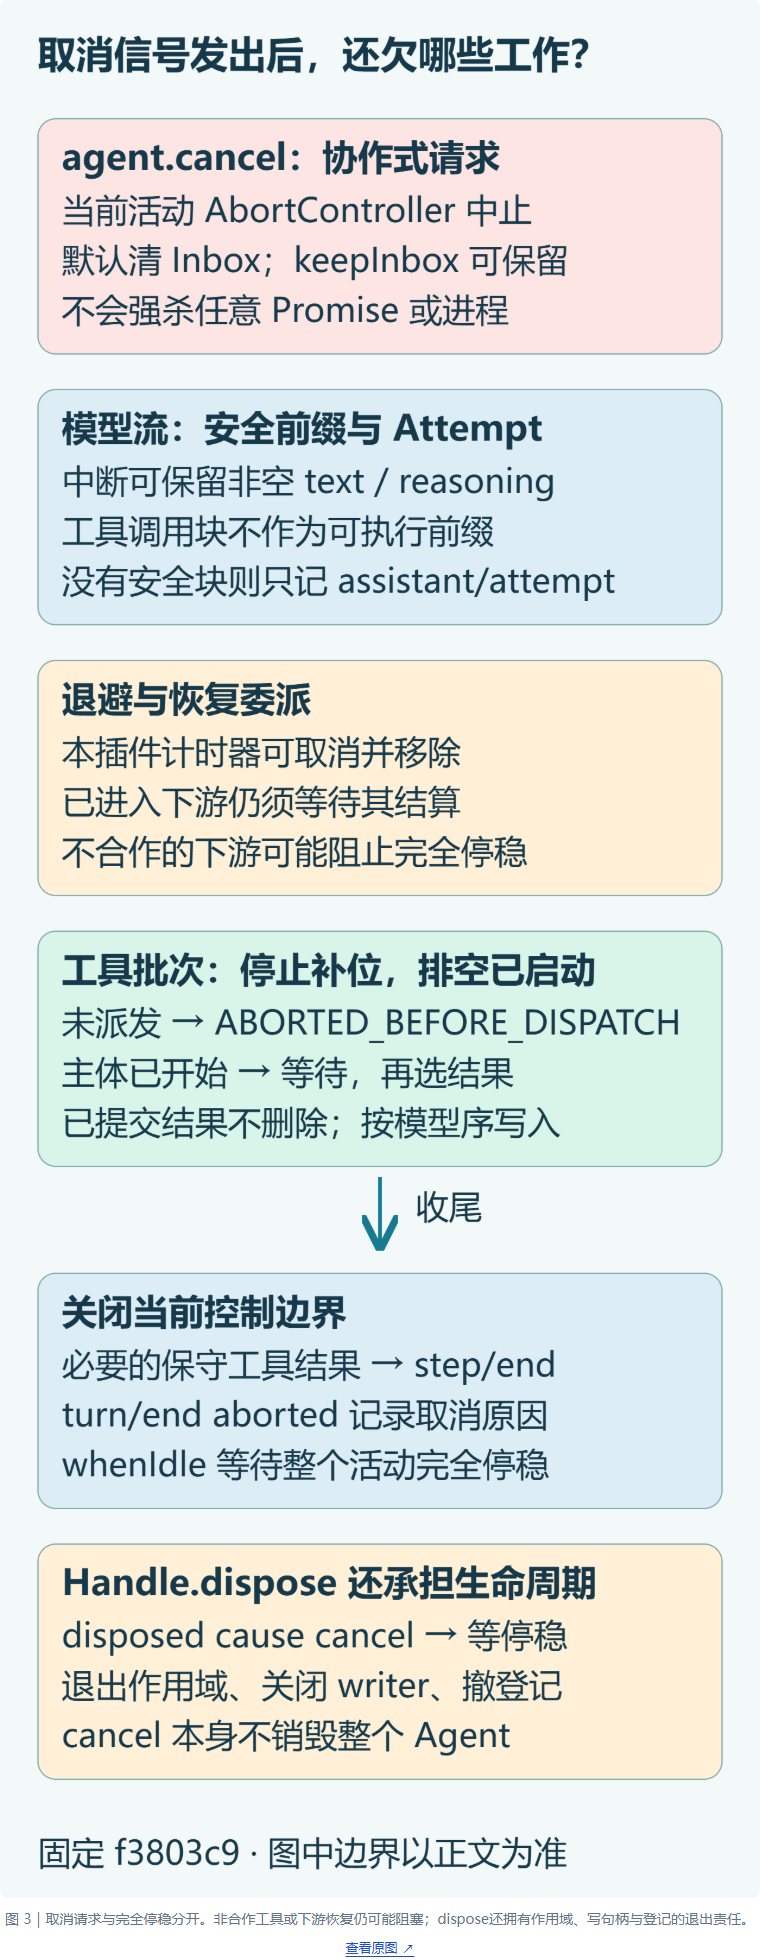 取消信号发出后，还欠哪些工作？
agent.cancel：协作式请求
当前活动 AbortController 中止
默认清 Inbox；keepInbox 可保留
不会强杀任意 Promise 或进程
模型流：安全前缀与 Attempt
中断可保留非空 text / reasoning
工具调用块不作为可执行前缀
没有安全块则只记 assistant/attempt
退避与恢复委派
本插件计时器可取消并移除
已进入下游仍须等待其结算
不合作的下游可能阻止完全停稳
工具批次：停止补位，排空已启动
未派发 → ABORTED_BEFORE_DISPATCH
主体已开始 → 等待，再选结果
已提交结果不删除；按模型序写入
收尾
关闭当前控制边界
必要的保守工具结果 → step/end
turn/end aborted 记录取消原因
whenIdle 等待整个活动完全停稳
Handle.dispose 还承担生命周期
disposed cause cancel → 等停稳
退出作用域、关闭 writer、撤登记
cancel 本身不销毁整个 Agent
固定 f3803c9 · 图中边界以正文为准
图 3｜取消请求与完全停稳分开。非合作工具或下游恢复仍可能阻塞；dispose还拥有作用域、写句柄与登记的退出责任。
查看原图 ↗